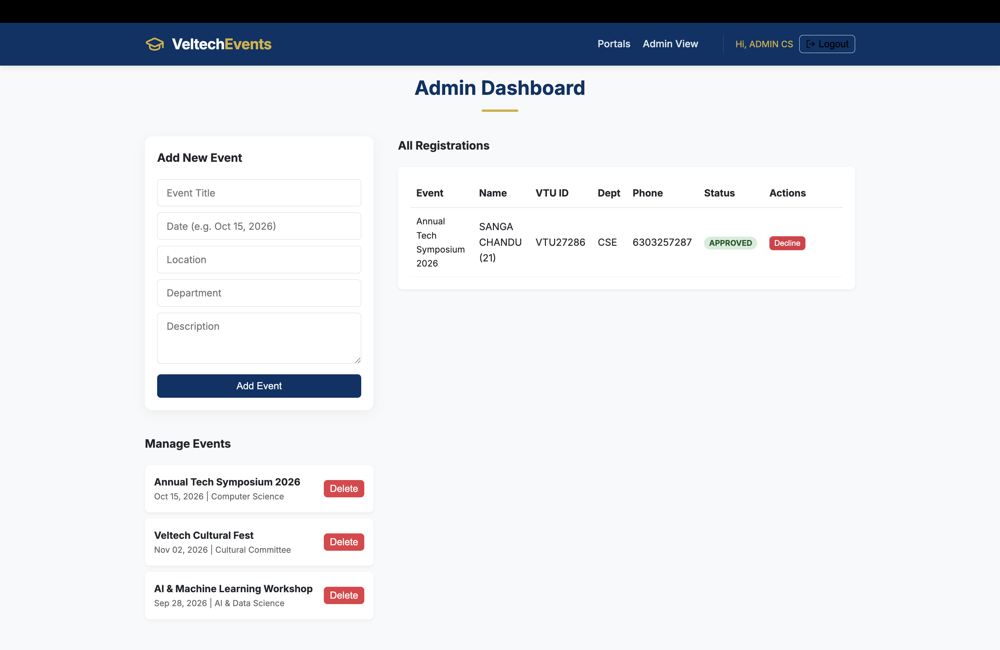 VeltechEvents
Portals
Admin View
Hi, ADMIN CS
Logout
Admin Dashboard
Add New Event
Event Title
Date (e.g. Oct 15, 2026)
Location
Department
Description
Add Event
Manage Events
Annual Tech Symposium 2026
Oct 15, 2026 | Computer Science
Delete
Veltech Cultural Fest
Nov 02, 2026 | Cultural Committee
Delete
AI & Machine Learning Workshop
Sep 28, 2026 | AI & Data Science
Delete
All Registrations
Event Name VTU ID Dept Phone Status Actions
Annual
Tech
Symposium
2026
SANGA
CHANDU
(21)
VTU27286
CSE
6303257287
APPROVED
Decline